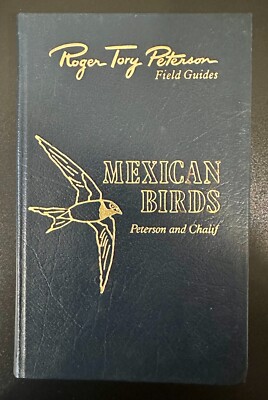 Roger Tory Peterson
Field Guides
MEXICAN
BIRDS
Peterson and Chalif